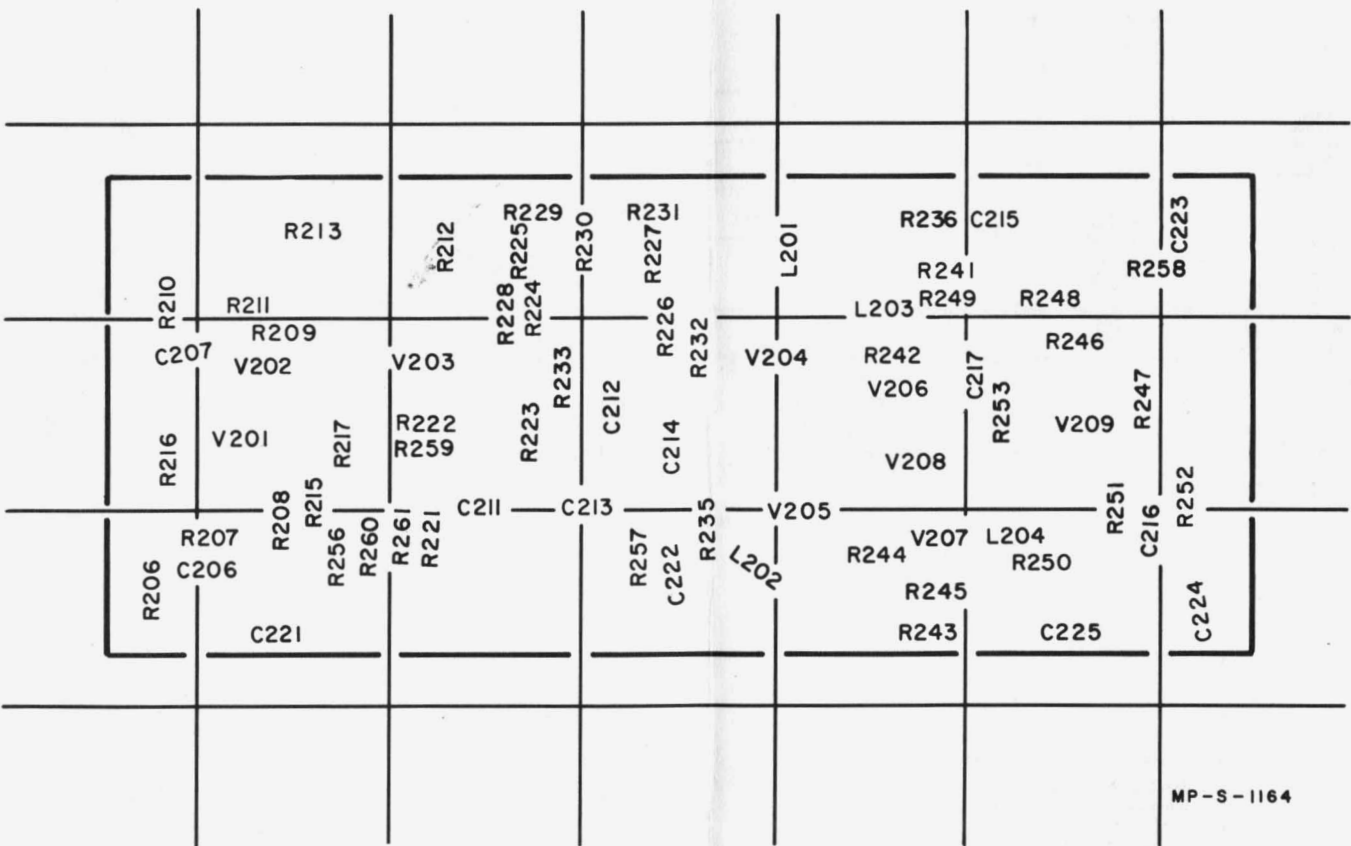 R229 R231
R213 R212 R225 R230 R227 L201 R236 C215 C223
R241 R258
R210 R211 R228 R224 R226 L203 R249 R248
R209 R232 R246
C207 V202 V203 R233 V204 R242 C217
V206 R247
R222 C212 R253 V209
V201 R217 R223
R216 R259 C214 V208
R215 C211 C213 V205 R251 R252
R207 R208 R261 R221 R235 V207 L204 C216
R256 R260 R257 C222 L202 R244 R250
C206
R206 R245 C224
C221 R243 C225
MP-S-1164